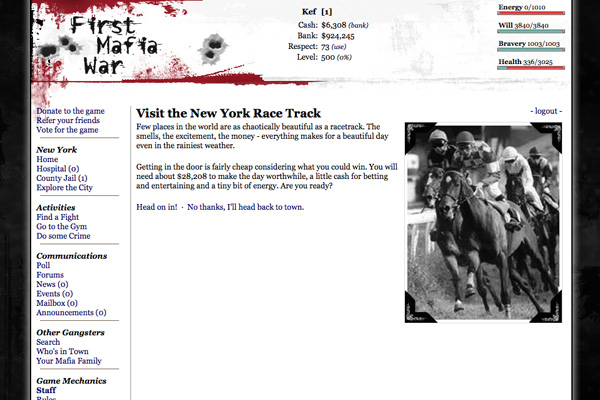 First
Mafia
War
Kef [1]
Cash: $6,308 (bank)
Bank: $924,245
Respect: 73 (use)
Level: 500 (0%)
Energy 0/1010
Will 3840/3840
Bravery 1003/1003
Health 336/3025
Donate to the game
Refer your friends
Vote for the game
New York
Home
Hospital (0)
County Jail (1)
Explore the City
Activities
Find a Fight
Go to the Gym
Do some Crime
Communications
Poll
Forums
News (0)
Events (0)
Mailbox (0)
Announcements (0)
Other Gangsters
Search
Who's in Town
Your Mafia Family
Game Mechanics
Staff
Rules
Visit the New York Race Track
- logout -
Few places in the world are as chaotically beautiful as a racetrack. The
smells, the excitement, the money - everything makes for a beautiful day
even in the rainiest weather.
Getting in the door is fairly cheap considering what you could win. You will
need about $28,208 to make the day worthwhile, a little cash for betting
and entertaining and a tiny bit of energy. Are you ready?
Head on in! · No thanks, I'll head back to town.